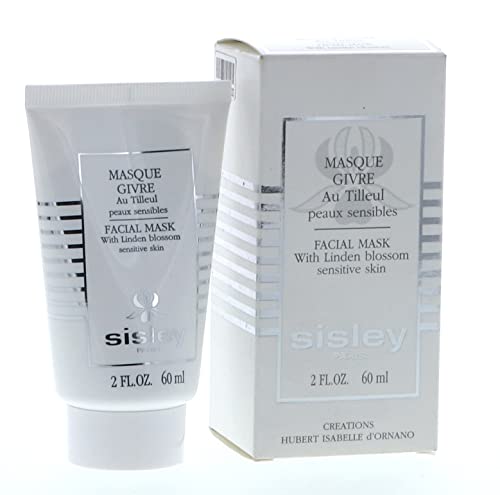 MASQUE
GIVRE
Au Tilleul
peaux sensibles
FACIAL MASK
With Linden blossom
sensitive skin
sisley
PARIS
2 FL.OZ. 60 ml
MASQUE
GIVRE
Au Tilleul
peaux sensibles
FACIAL MASK
With Linden blossom
sensitive skin
sisley
PARIS
2 FL.OZ. 60 ml
CREATIONS
HUBERT ISABELLE d'ORNANO